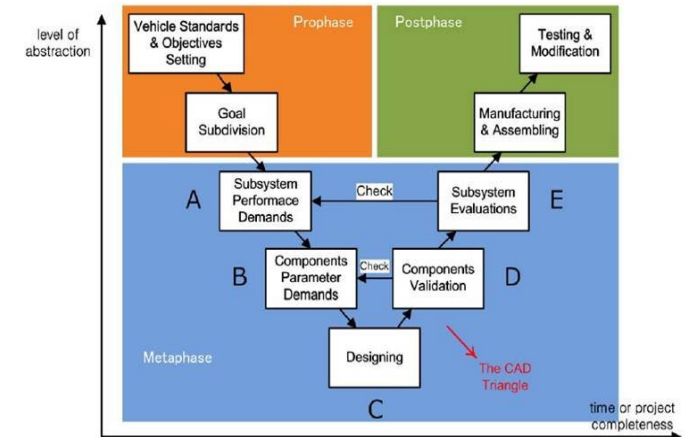 level of
abstraction
Vehicle Standards
& Objectives
Setting
Prophase
Postphase
Testing &
Modification
Goal
Subdivision
Manufacturing
& Assembling
A
Subsystem
Performace
Demands
Check
Subsystem
Evaluations
E
B
Components
Parameter
Demands
Check
Components
Validation
D
Metaphase
Designing
The CAD
Triangle
C
time or project
completeness